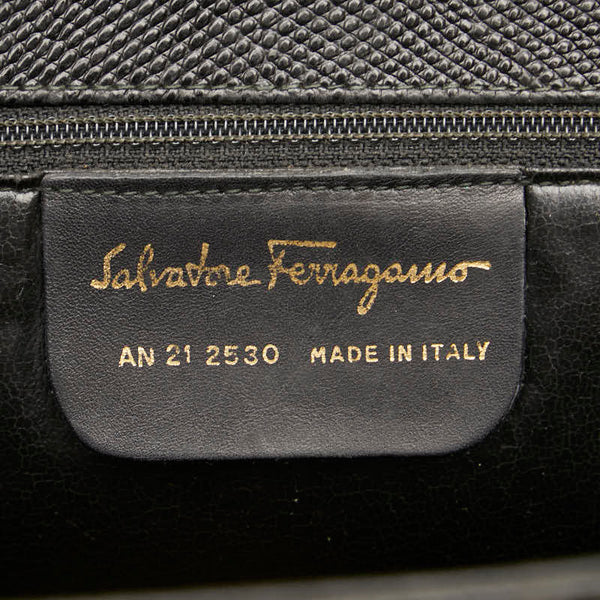 Salvatore Ferragamo
AN 21 2530 MADE IN ITALY